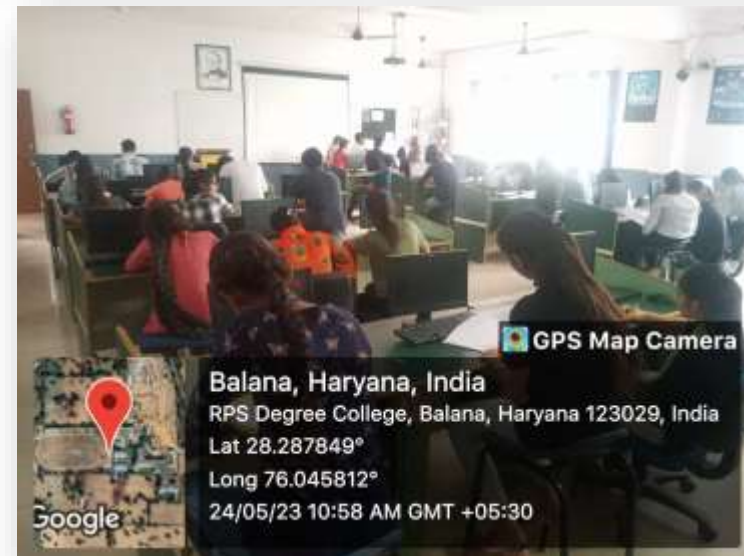 GPS Map Camera
Balana, Haryana, India
RPS Degree College, Balana, Haryana 123029, India
Lat 28.287849°
Long 76.045812°
24/05/23 10:58 AM GMT +05:30
Google